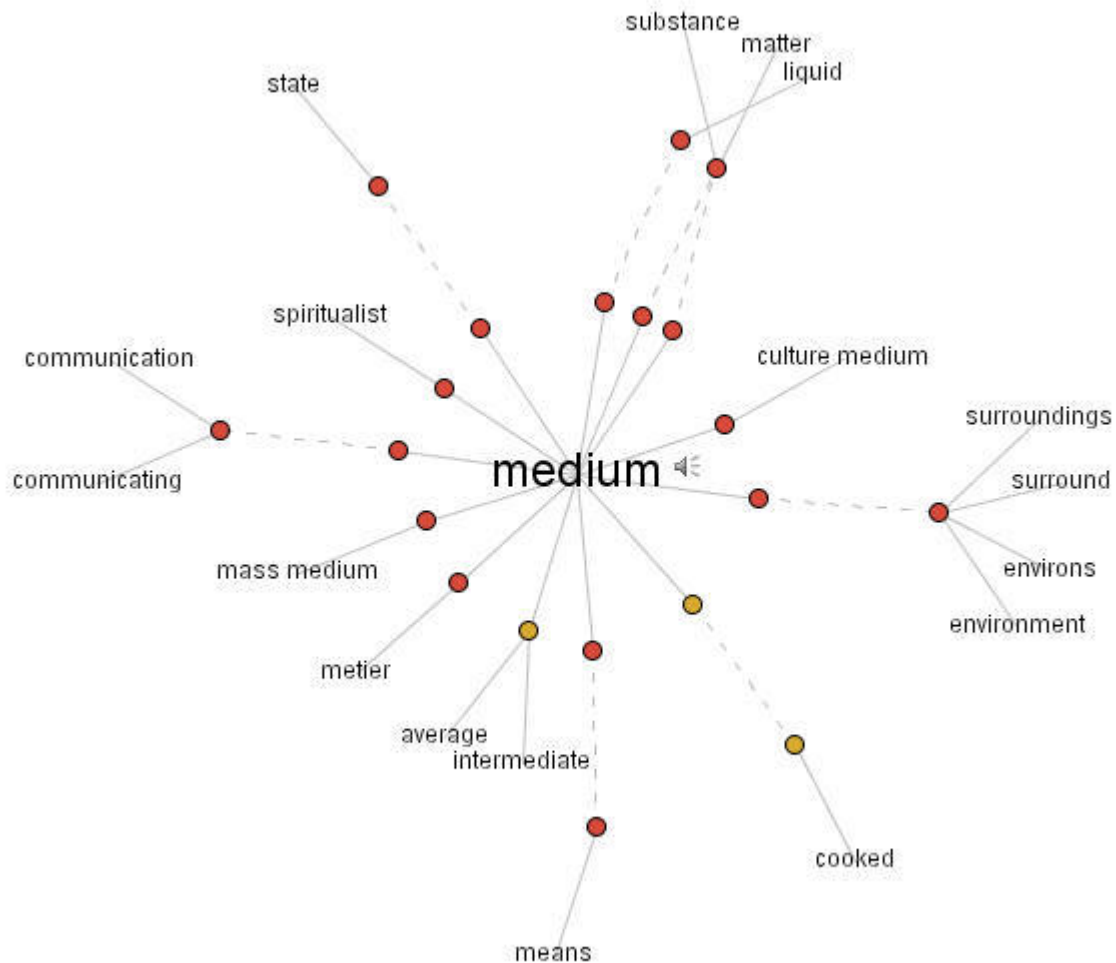 substance
matter
liquid
state
spiritualist
communication
culture medium
surroundings
medium
communicating
surround
mass medium
environs
environment
metier
average
intermediate
cooked
means